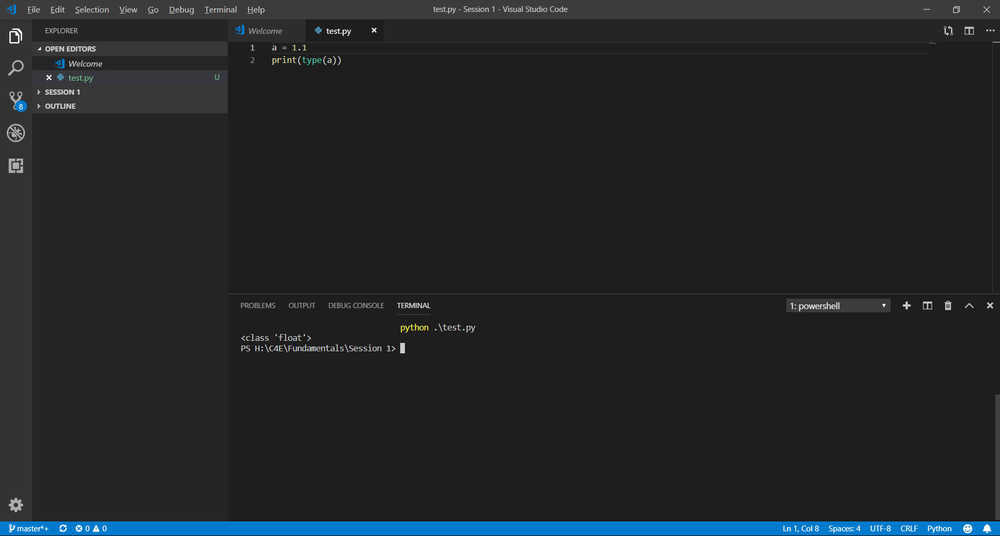 File Edit Selection View Go Debug Terminal Help
test.py - Session 1 - Visual Studio Code
EXPLORER
OPEN EDITORS
Welcome
test.py U
SESSION 1
OUTLINE
8
Welcome
test.py
1 a = 1.1
2 print(type(a))
PROBLEMS OUTPUT DEBUG CONSOLE TERMINAL
1: powershell
python .\test.py
<class 'float'>
PS H:\C4E\Fundamentals\Session 1>
master*+ 0 0
Ln 1, Col 8 Spaces: 4 UTF-8 CRLF Python